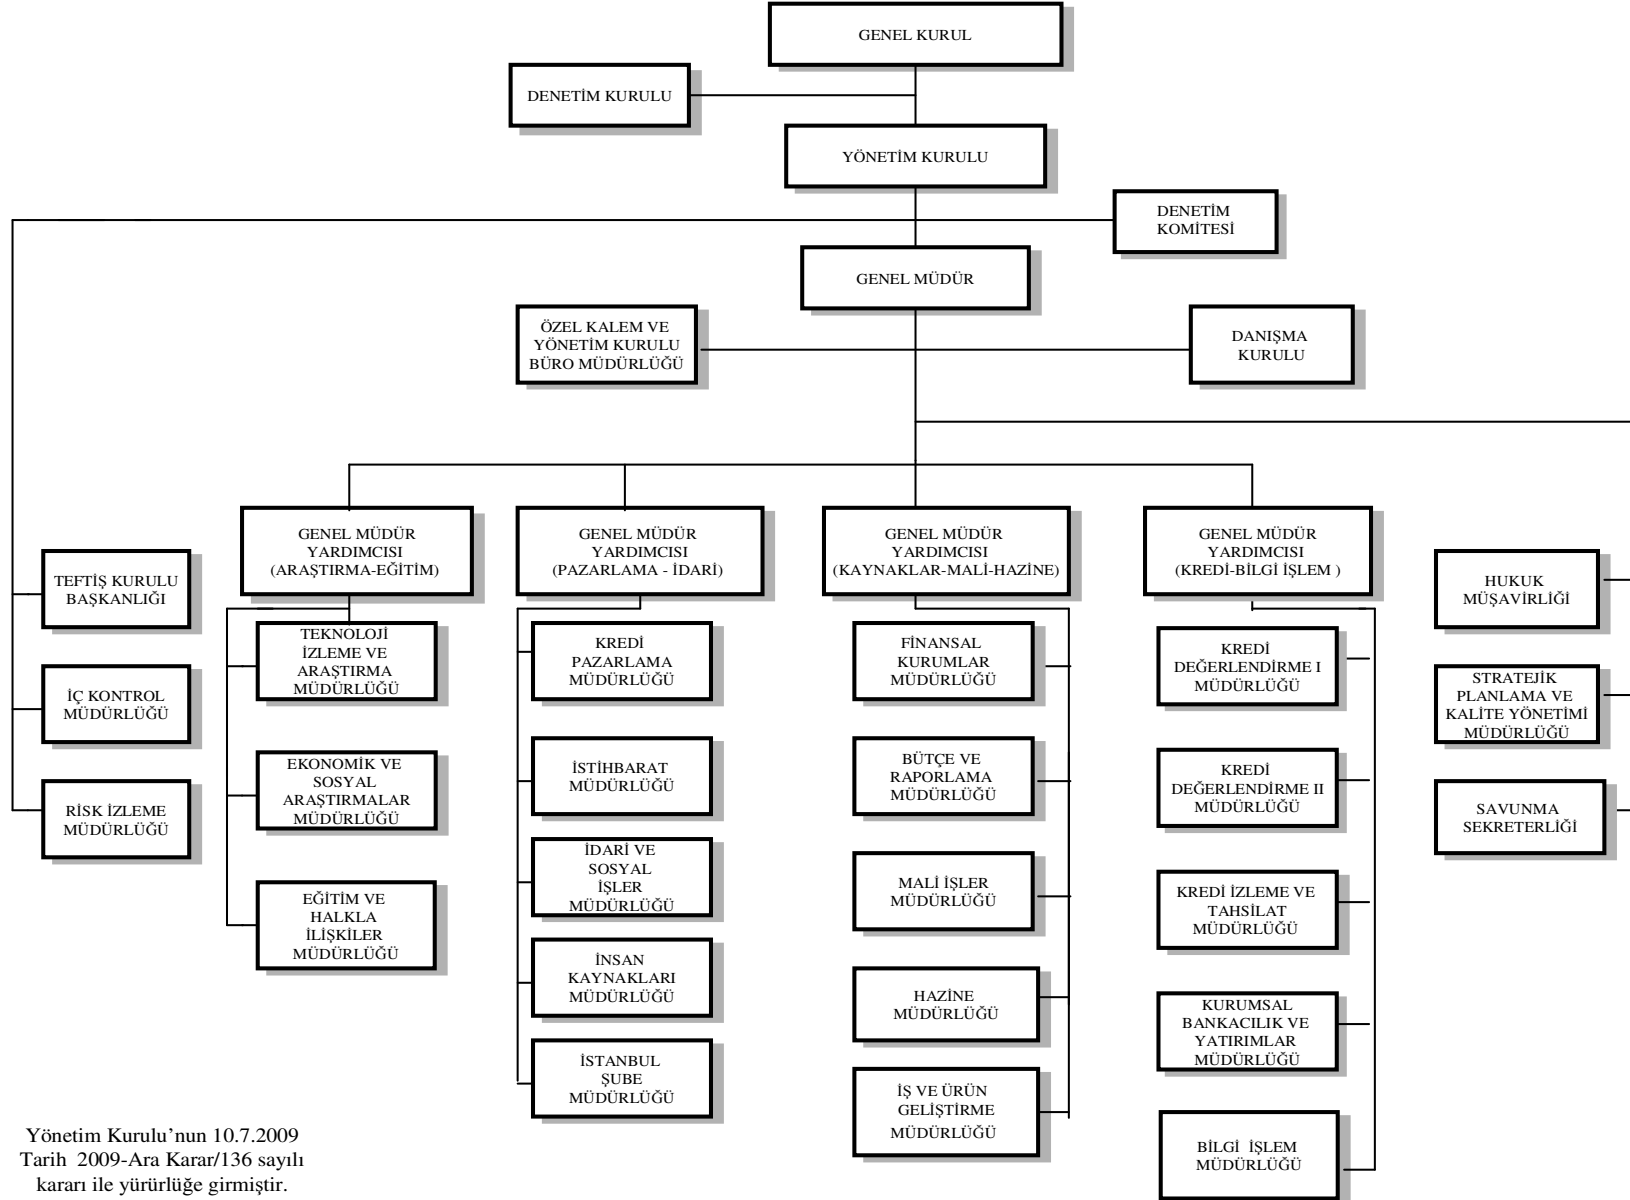 GENEL KURUL
DENETİM KURULU
YÖNETİM KURULU
DENETİM
KOMİTESİ
GENEL MÜDÜR
ÖZEL KALEM VE
YÖNETİM KURULU
BÜRO MÜDÜRLÜĞÜ
DANIŞMA
KURULU
GENEL MÜDÜR
YARDIMCISI
(ARAŞTIRMA-EĞİTİM)
GENEL MÜDÜR
YARDIMCISI
(PAZARLAMA - İDARİ)
GENEL MÜDÜR
YARDIMCISI
(KAYNAKLAR-MALİ-HAZİNE)
GENEL MÜDÜR
YARDIMCISI
(KREDİ-BİLGİ İŞLEM )
TEFTİŞ KURULU
BAŞKANLIĞI
İÇ KONTROL
MÜDÜRLÜĞÜ
RİSK İZLEME
MÜDÜRLÜĞÜ
TEKNOLOJİ
İZLEME VE
ARAŞTIRMA
MÜDÜRLÜĞÜ
EKONOMİK VE
SOSYAL
ARAŞTIRMALAR
MÜDÜRLÜĞÜ
EĞİTİM VE
HALKLA
İLİŞKİLER
MÜDÜRLÜĞÜ
KREDİ
PAZARLAMA
MÜDÜRLÜĞÜ
İSTİHBARAT
MÜDÜRLÜĞÜ
İDARİ VE
SOSYAL
İŞLER
MÜDÜRLÜĞÜ
İNSAN
KAYNAKLARI
MÜDÜRLÜĞÜ
İSTANBUL
ŞUBE
MÜDÜRLÜĞÜ
FİNANSAL
KURUMLAR
MÜDÜRLÜĞÜ
BÜTÇE VE
RAPORLAMA
MÜDÜRLÜĞÜ
MALİ İŞLER
MÜDÜRLÜĞÜ
HAZİNE
MÜDÜRLÜĞÜ
İŞ VE ÜRÜN
GELİŞTİRME
MÜDÜRLÜĞÜ
KREDİ
DEĞERLENDİRME I
MÜDÜRLÜĞÜ
KREDİ
DEĞERLENDİRME II
MÜDÜRLÜĞÜ
KREDİ İZLEME VE
TAHSİLAT
MÜDÜRLÜĞÜ
KURUMSAL
BANKACILIK VE
YATIRIMLAR
MÜDÜRLÜĞÜ
BİLGİ İŞLEM
MÜDÜRLÜĞÜ
HUKUK
MÜŞAVİRLİĞİ
STRATEJİK
PLANLAMA VE
KALİTE YÖNETİMİ
MÜDÜRLÜĞÜ
SAVUNMA
SEKRETERLİĞİ
Yönetim Kurulu’nun 10.7.2009
Tarih 2009-Ara Karar/136 sayılı
kararı ile yürürlüğe girmiştir.